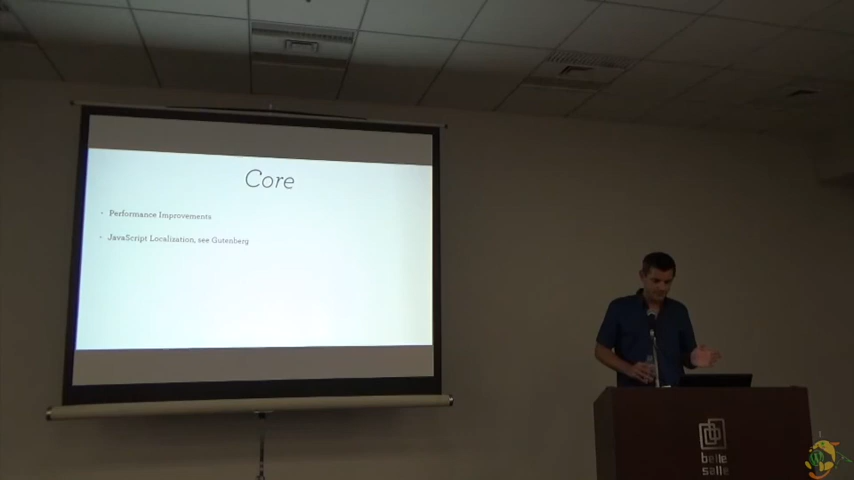 Core
• Performance Improvements
• JavaScript Localization, see Gutenberg
belle
salle